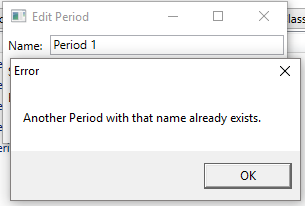 Edit Period
Name: Period 1
Error
Another Period with that name already exists.
OK